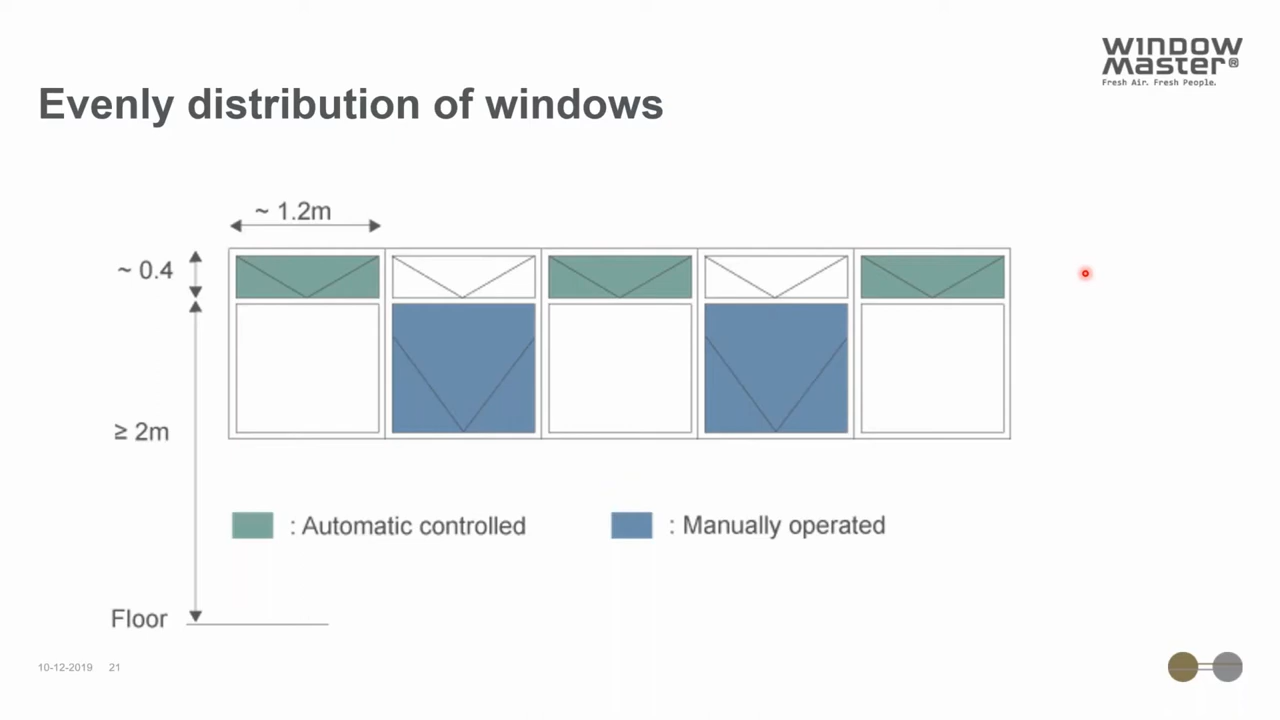 WINDOW
Master®
Fresh Air. Fresh People.
Evenly distribution of windows
~ 1.2m
~ 0.4
≥ 2m
: Automatic controlled
: Manually operated
Floor
10-12-2019 21